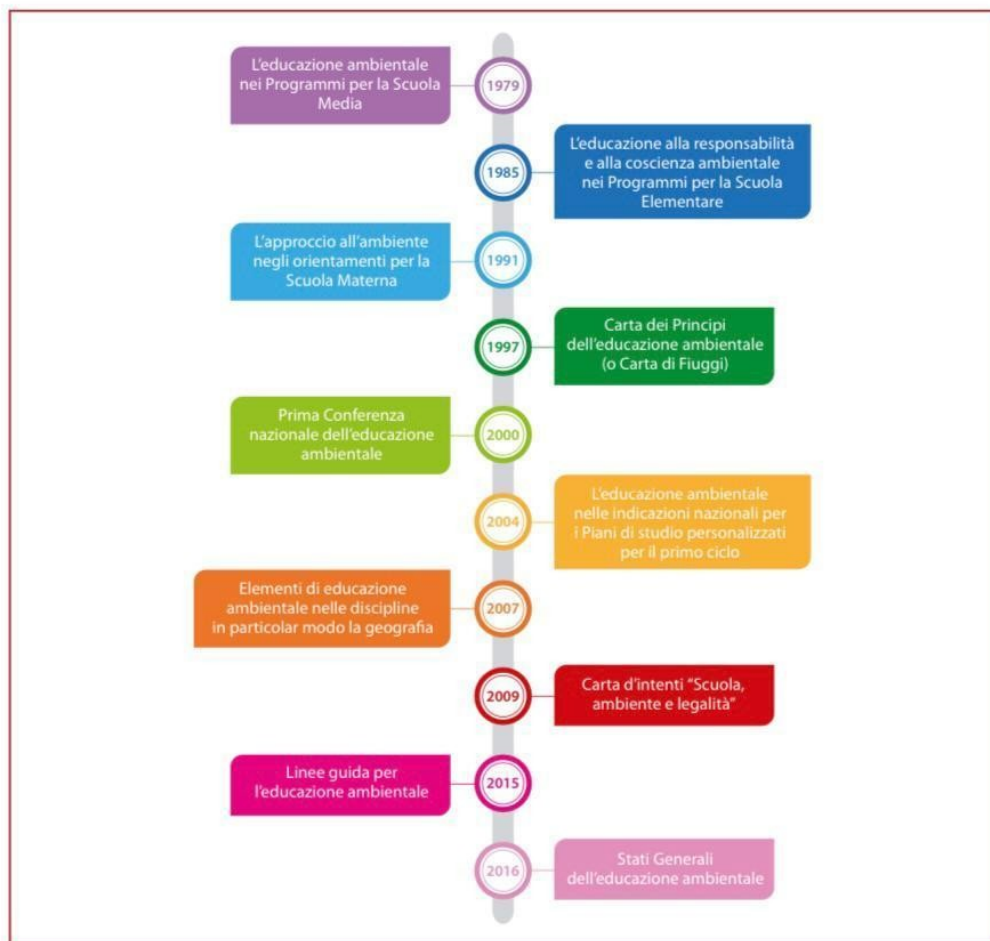 L'educazione ambientale
nei Programmi per la Scuola
Media
1979
L'educazione alla responsabilità
e alla coscienza ambientale
nei Programmi per la Scuola
Elementare
1985
L'approccio all'ambiente
negli orientamenti per la
Scuola Materna
1991
Carta dei Principi
dell'educazione ambientale
(o Carta di Fiuggi)
1997
Prima Conferenza
nazionale dell'educazione
ambientale
2000
L'educazione ambientale
nelle indicazioni nazionali per
i Piani di studio personalizzati
per il primo ciclo
2004
Elementi di educazione
ambientale nelle discipline
in particolar modo la geografia
2007
Carta d'intenti "Scuola,
ambiente e legalità"
2009
Linee guida per
l'educazione ambientale
2015
Stati Generali
dell'educazione ambientale
2016